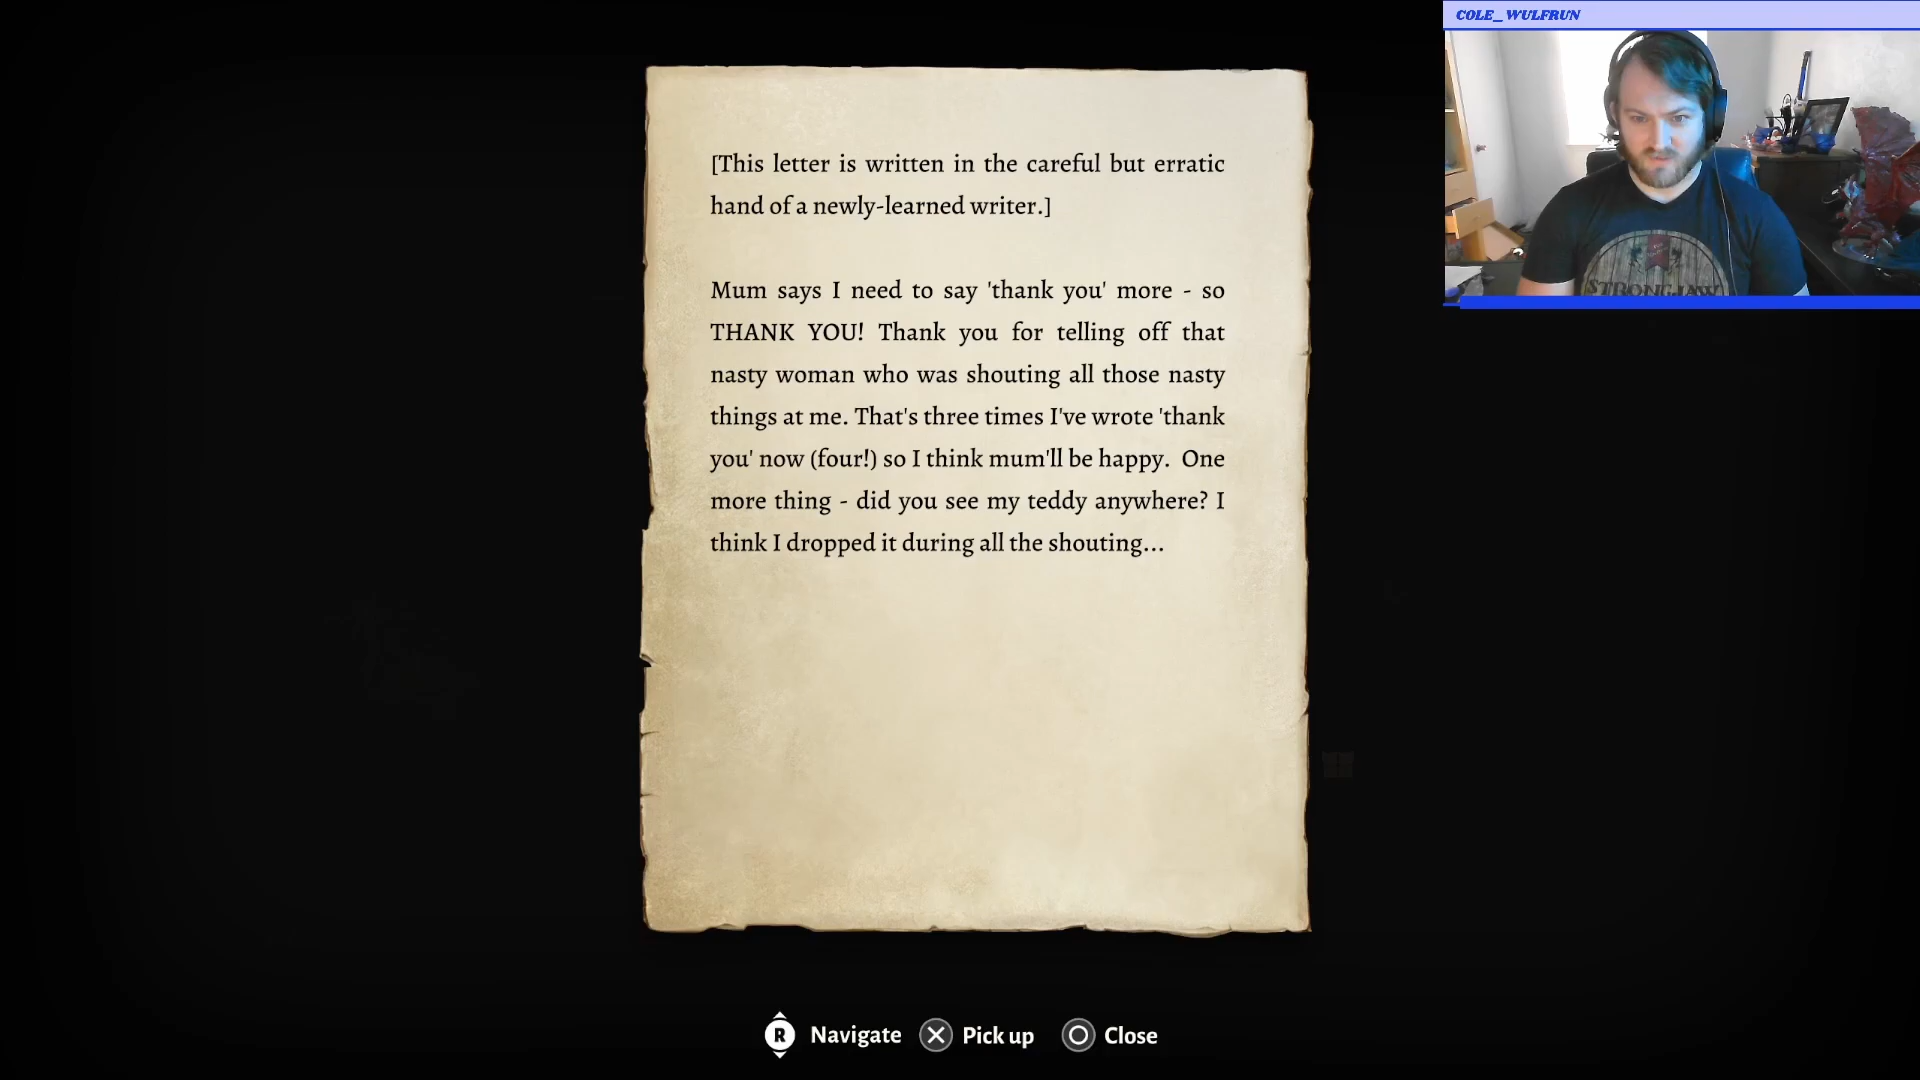 COLE_WULFRUN
[This letter is written in the careful but erratic
hand of a newly-learned writer.]
Mum says I need to say 'thank you' more - so
THANK YOU! Thank you for telling off that
nasty woman who was shouting all those nasty
things at me. That's three times I've wrote 'thank
you' now (four!) so I think mum'll be happy.  One
more thing - did you see my teddy anywhere? I
think I dropped it during all the shouting...
STRONGJAW
R Navigate Pick up Close